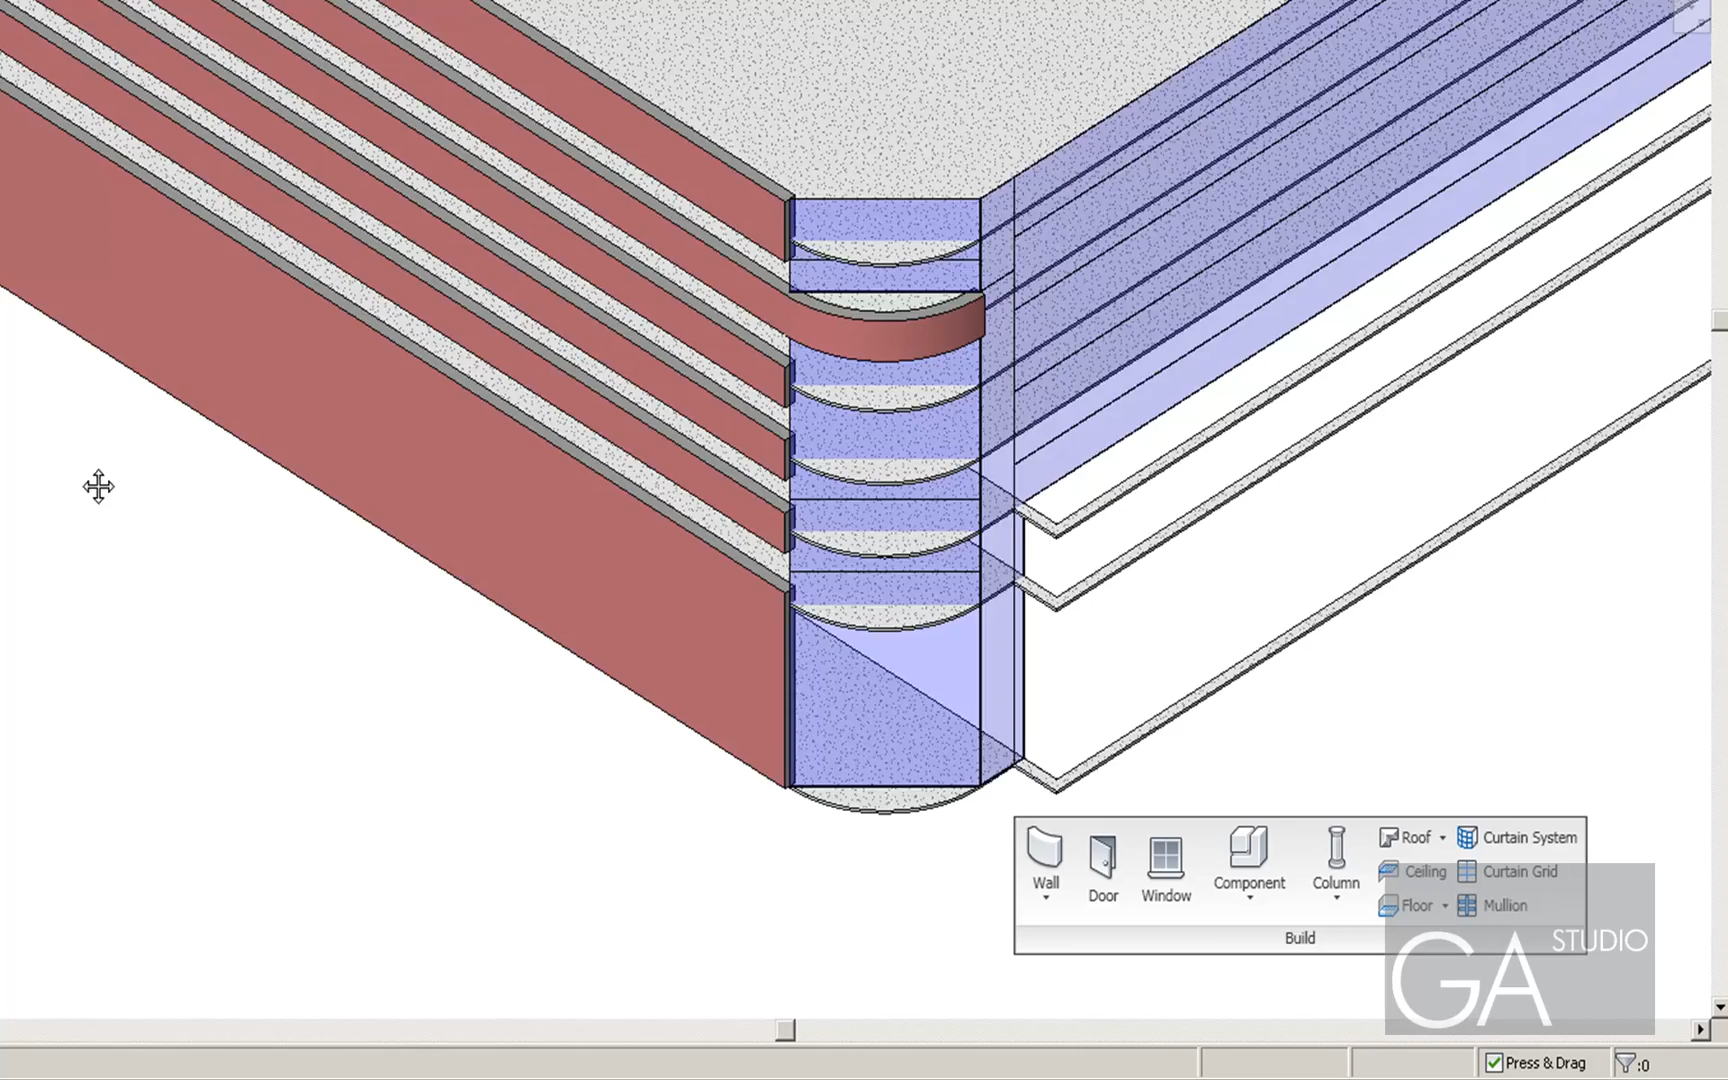 Wall
Door
Window
Component
Column
Roof
Ceiling
Floor
Curtain System
Curtain Grid
Mullion
Build
GA STUDIO
Press & Drag
:0